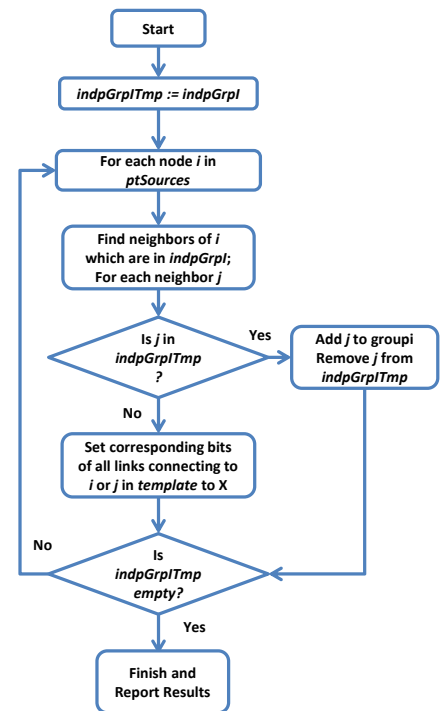 Start
indpGrpITmp := indpGrpI
For each node i in
ptSources
Find neighbors of i
which are in indpGrpI;
For each neighbor j
Is j in
indpGrpITmp
?
Yes
Add j to groupi
Remove j from
indpGrpITmp
No
Set corresponding bits
of all links connecting to
i or j in template to X
No
Is
indpGrpITmp
empty?
Yes
Finish and
Report Results